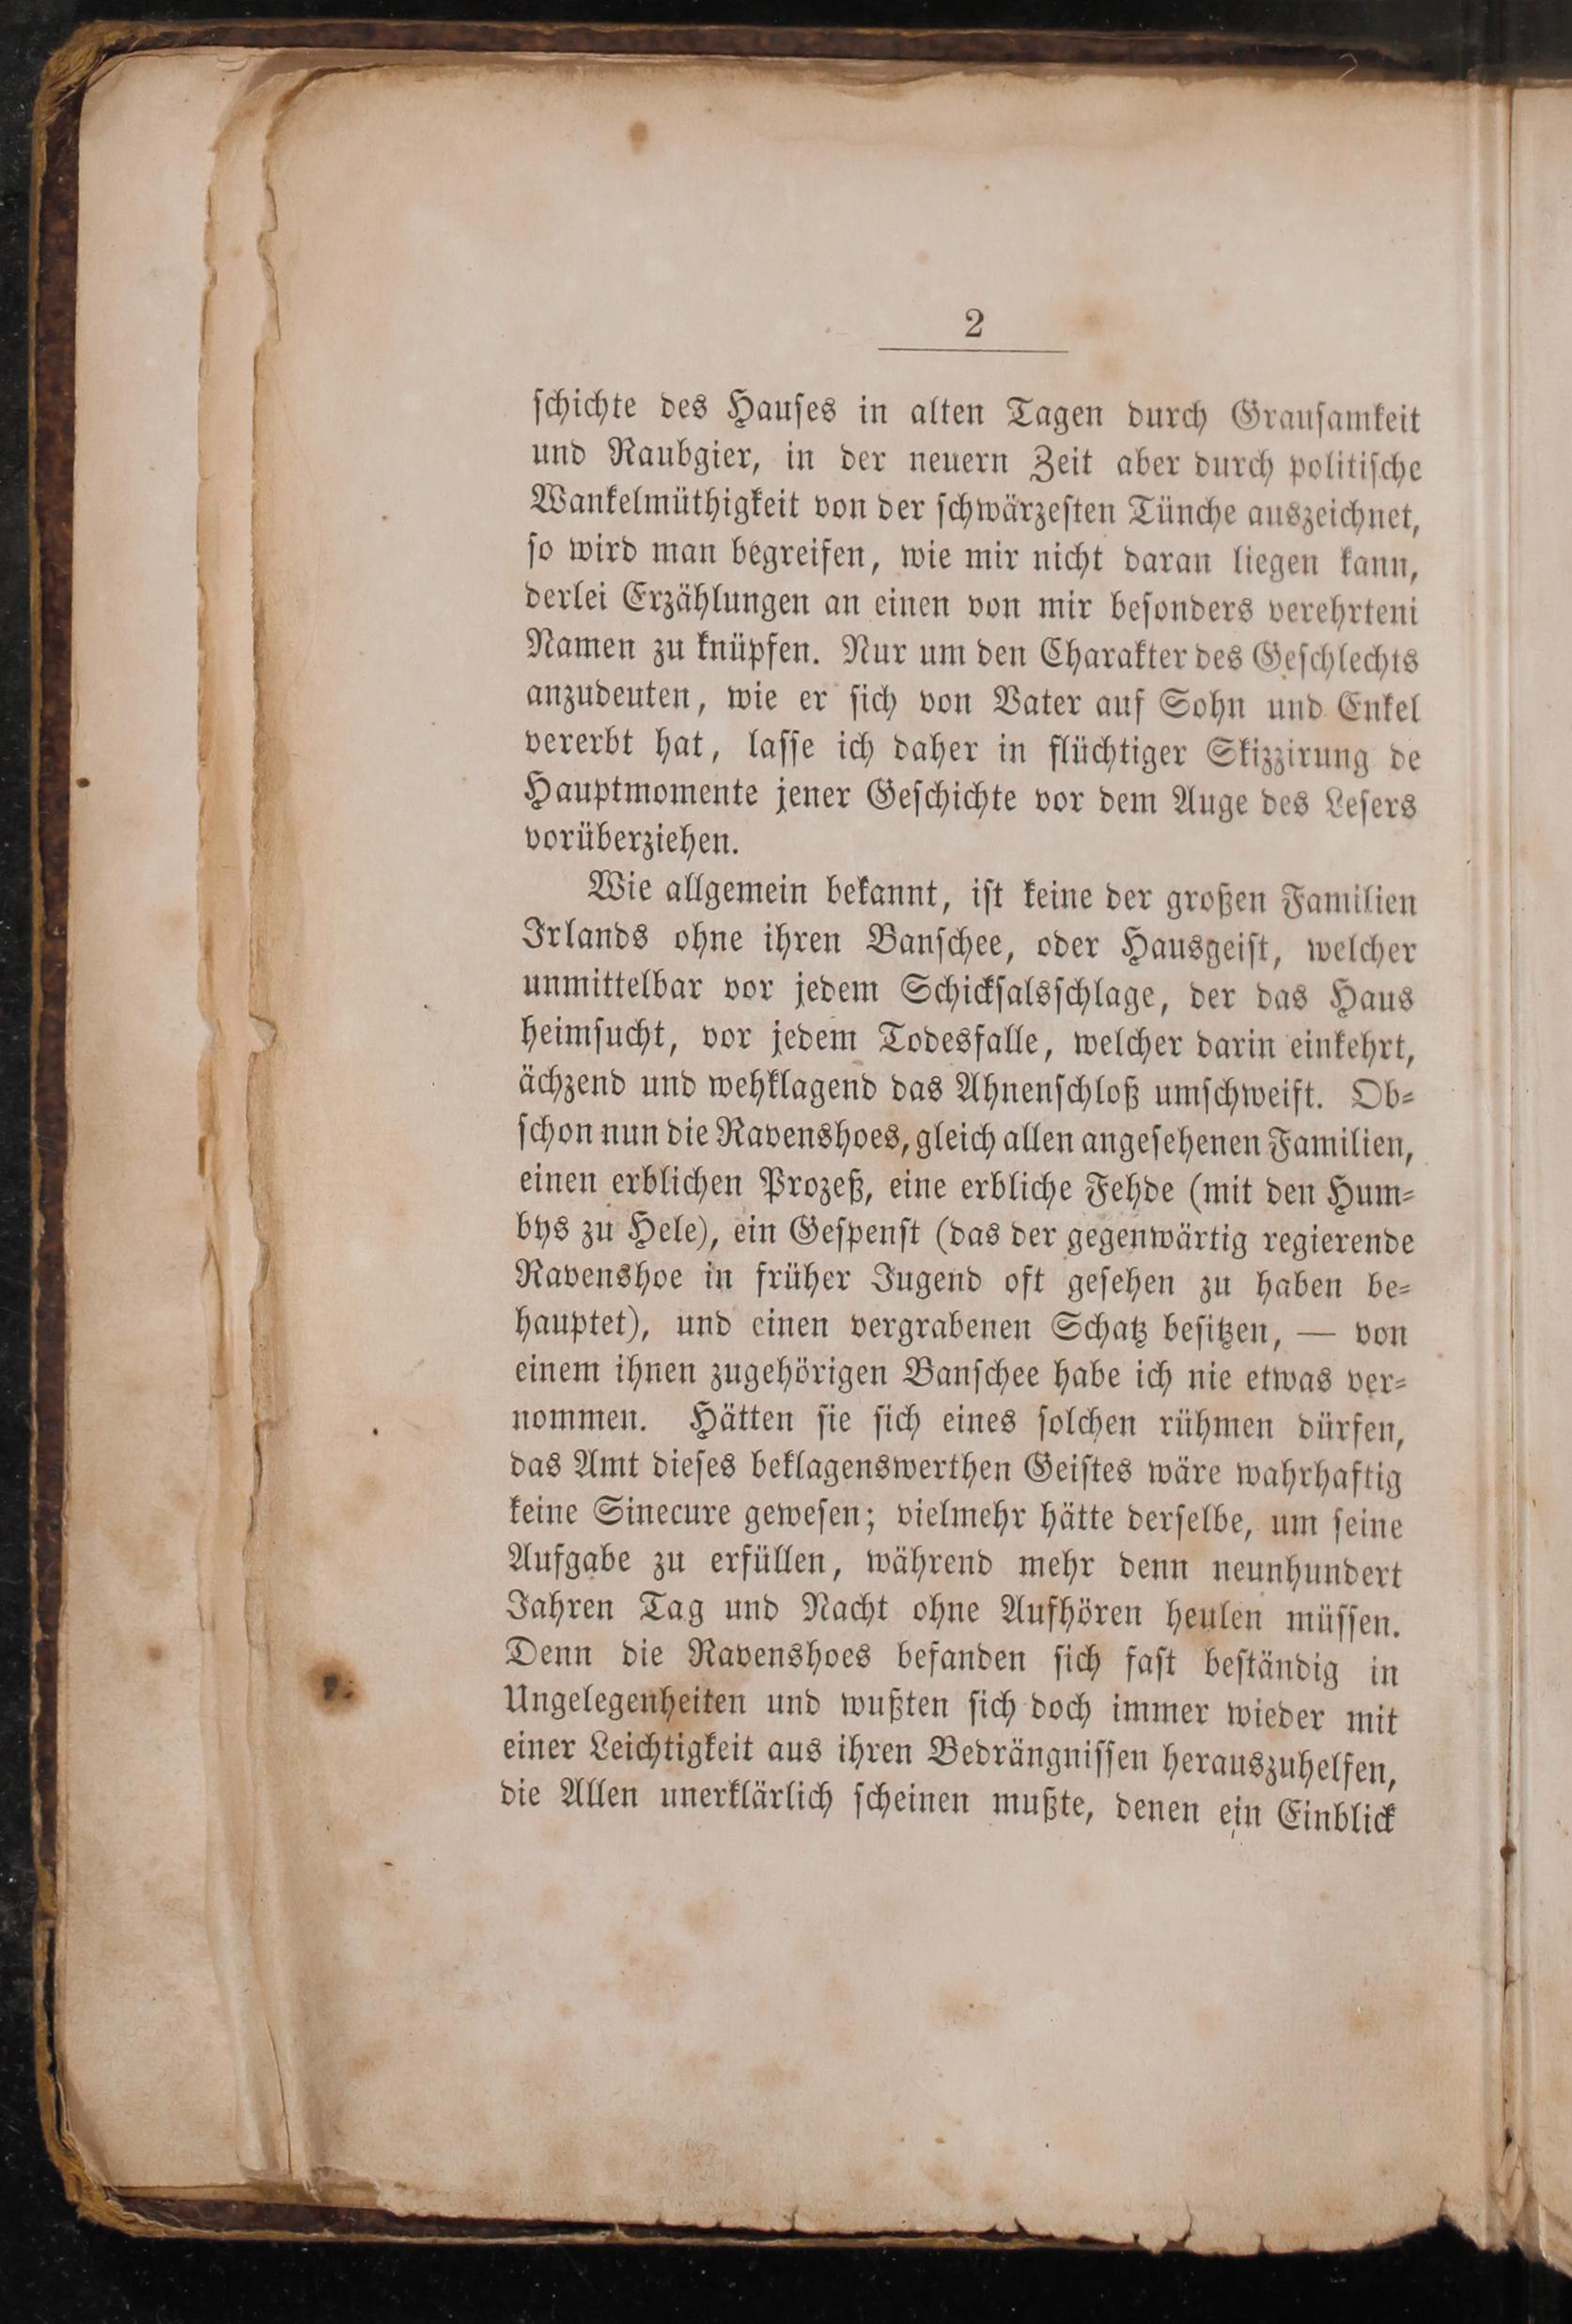 2
schichte des Hauses in alten Tagen durch Grausamkeit
und Raubgier, in der neuern Zeit aber durch politische
Wankelmüthigkeit von der schwärzesten Tünche auszeichnet,
so wird man begreifen, wie mir nicht daran liegen kann,
derlei Erzählungen an einen von mir besonders verehrteni
Namen zu knüpfen. Nur um den Charakter des Geschlechts
anzudeuten, wie er sich von Vater auf Sohn und Enkel
vererbt hat, lasse ich daher in flüchtiger Skizzirung de
Hauptmomente jener Geschichte vor dem Auge des Lesers
vorüberziehen.
Wie allgemein bekannt, ist keine der großen Familien
Irlands ohne ihren Banschee, oder Hausgeist, welcher
unmittelbar vor jedem Schicksalsschlage, der das Haus
heimsucht, vor jedem Todesfalle, welcher darin einkehrt,
ächzend und wehklagend das Ahnenschloß umschweift. Ob-
schon nun die Ravenshoes, gleich allen angesehenen Familien,
einen erblichen Prozeß, eine erbliche Fehde (mit den Hum-
bys zu Hele), ein Gespenst (das der gegenwärtig regierende
Ravenshoe in früher Jugend oft gesehen zu haben be-
hauptet), und einen vergrabenen Schatz besitzen, — von
einem ihnen zugehörigen Banschee habe ich nie etwas ver-
nommen. Hätten sie sich eines solchen rühmen dürfen,
das Amt dieses beklagenswerthen Geistes wäre wahrhaftig
keine Sinecure gewesen; vielmehr hätte derselbe, um seine
Aufgabe zu erfüllen, während mehr denn neunhundert
Jahren Tag und Nacht ohne Aufhören heulen müssen.
Denn die Ravenshoes befanden sich fast beständig in
Ungelegenheiten und wußten sich doch immer wieder mit
einer Leichtigkeit aus ihren Bedrängnissen herauszuhelfen,
die Allen unerklärlich scheinen mußte, denen ein Einblick